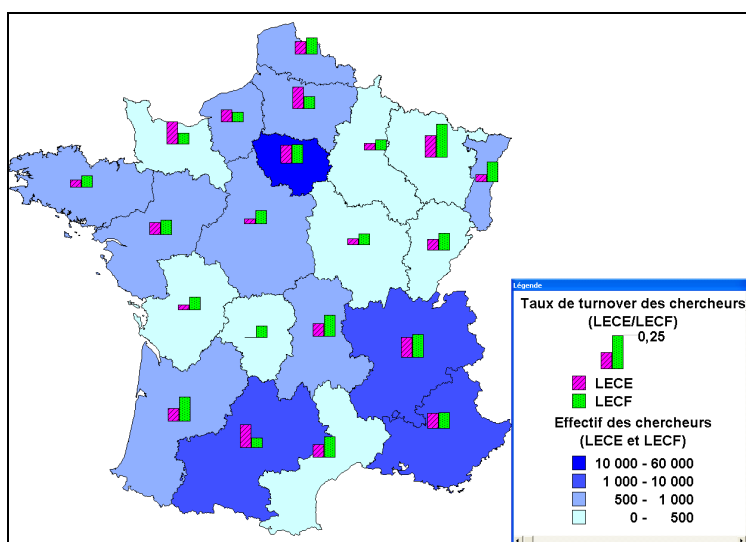 Légende
Taux de turnover des chercheurs
(LECE/LECF)
0,25
LECE
LECF
Effectif des chercheurs
(LECE et LECF)
10 000 - 60 000
1 000 - 10 000
500 - 1 000
0 - 500